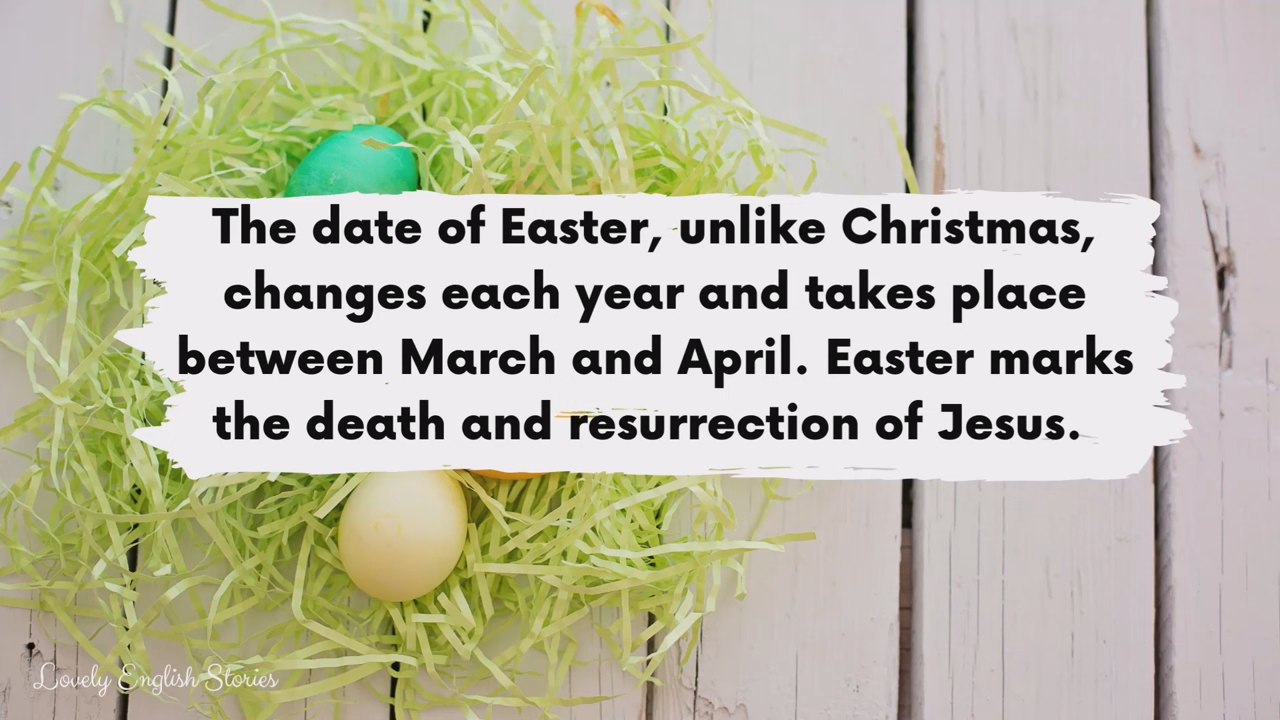 The date of Easter, unlike Christmas,
changes each year and takes place
between March and April. Easter marks
the death and resurrection of Jesus.
Lovely English Stories